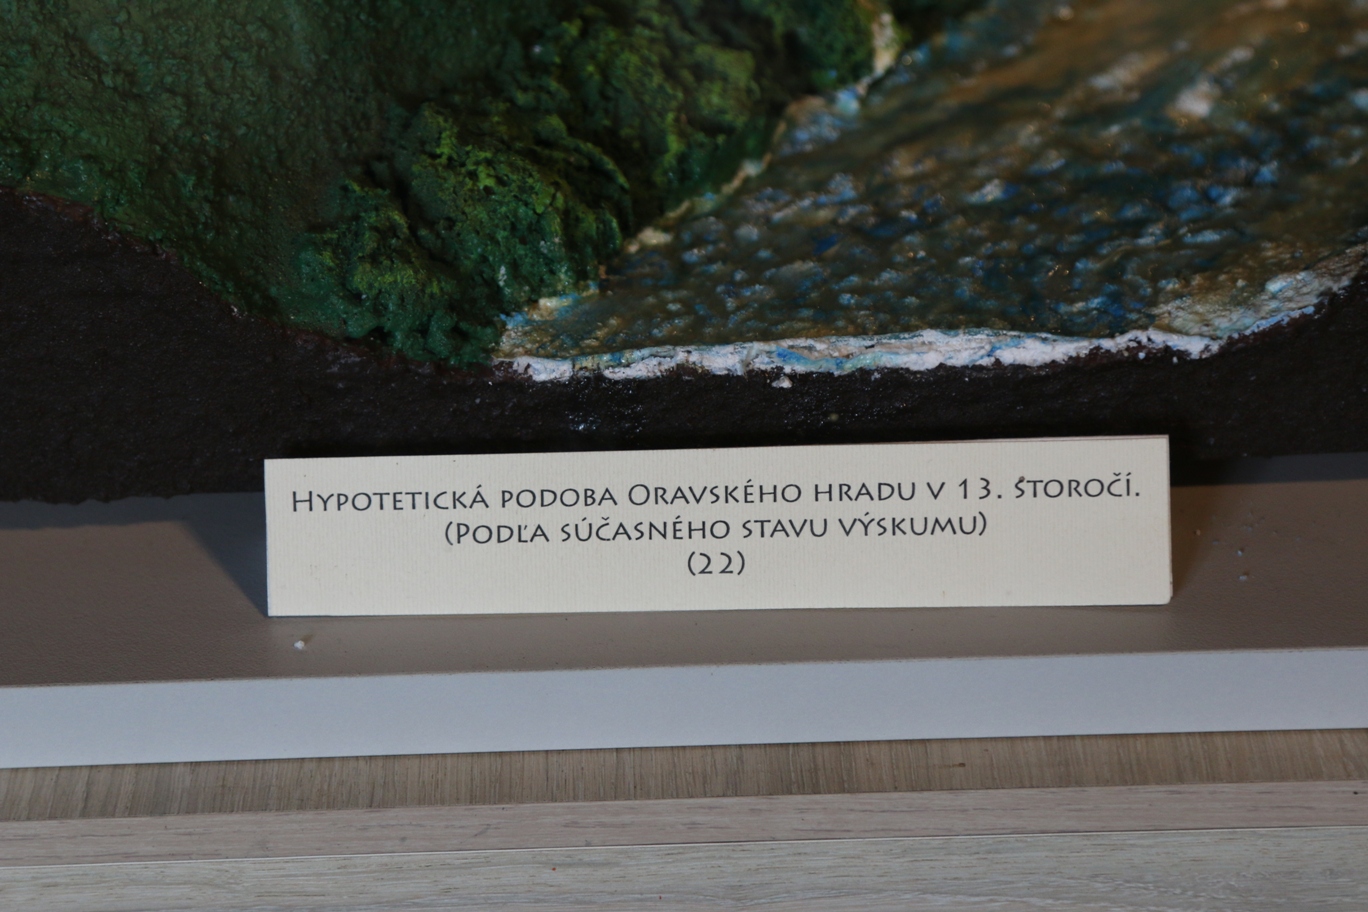 Hypotetická podoba Oravského hradu v 13. storočí.
(Podľa súčasného stavu výskumu)
(22)